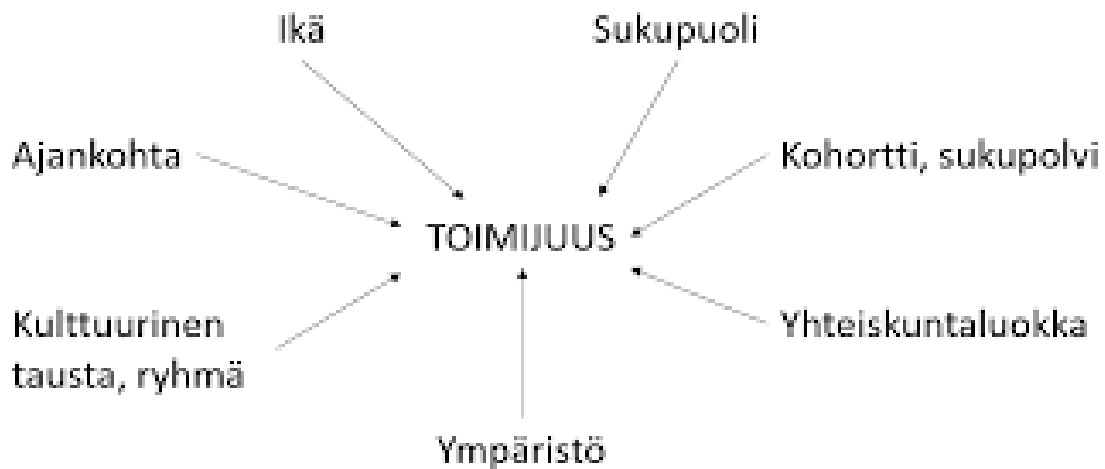 Ikä
Sukupuoli
Ajankohta
Kohortti, sukupolvi
TOIMIJUUS
Kulttuurinen
tausta, ryhmä
Yhteiskuntaluokka
Ympäristö